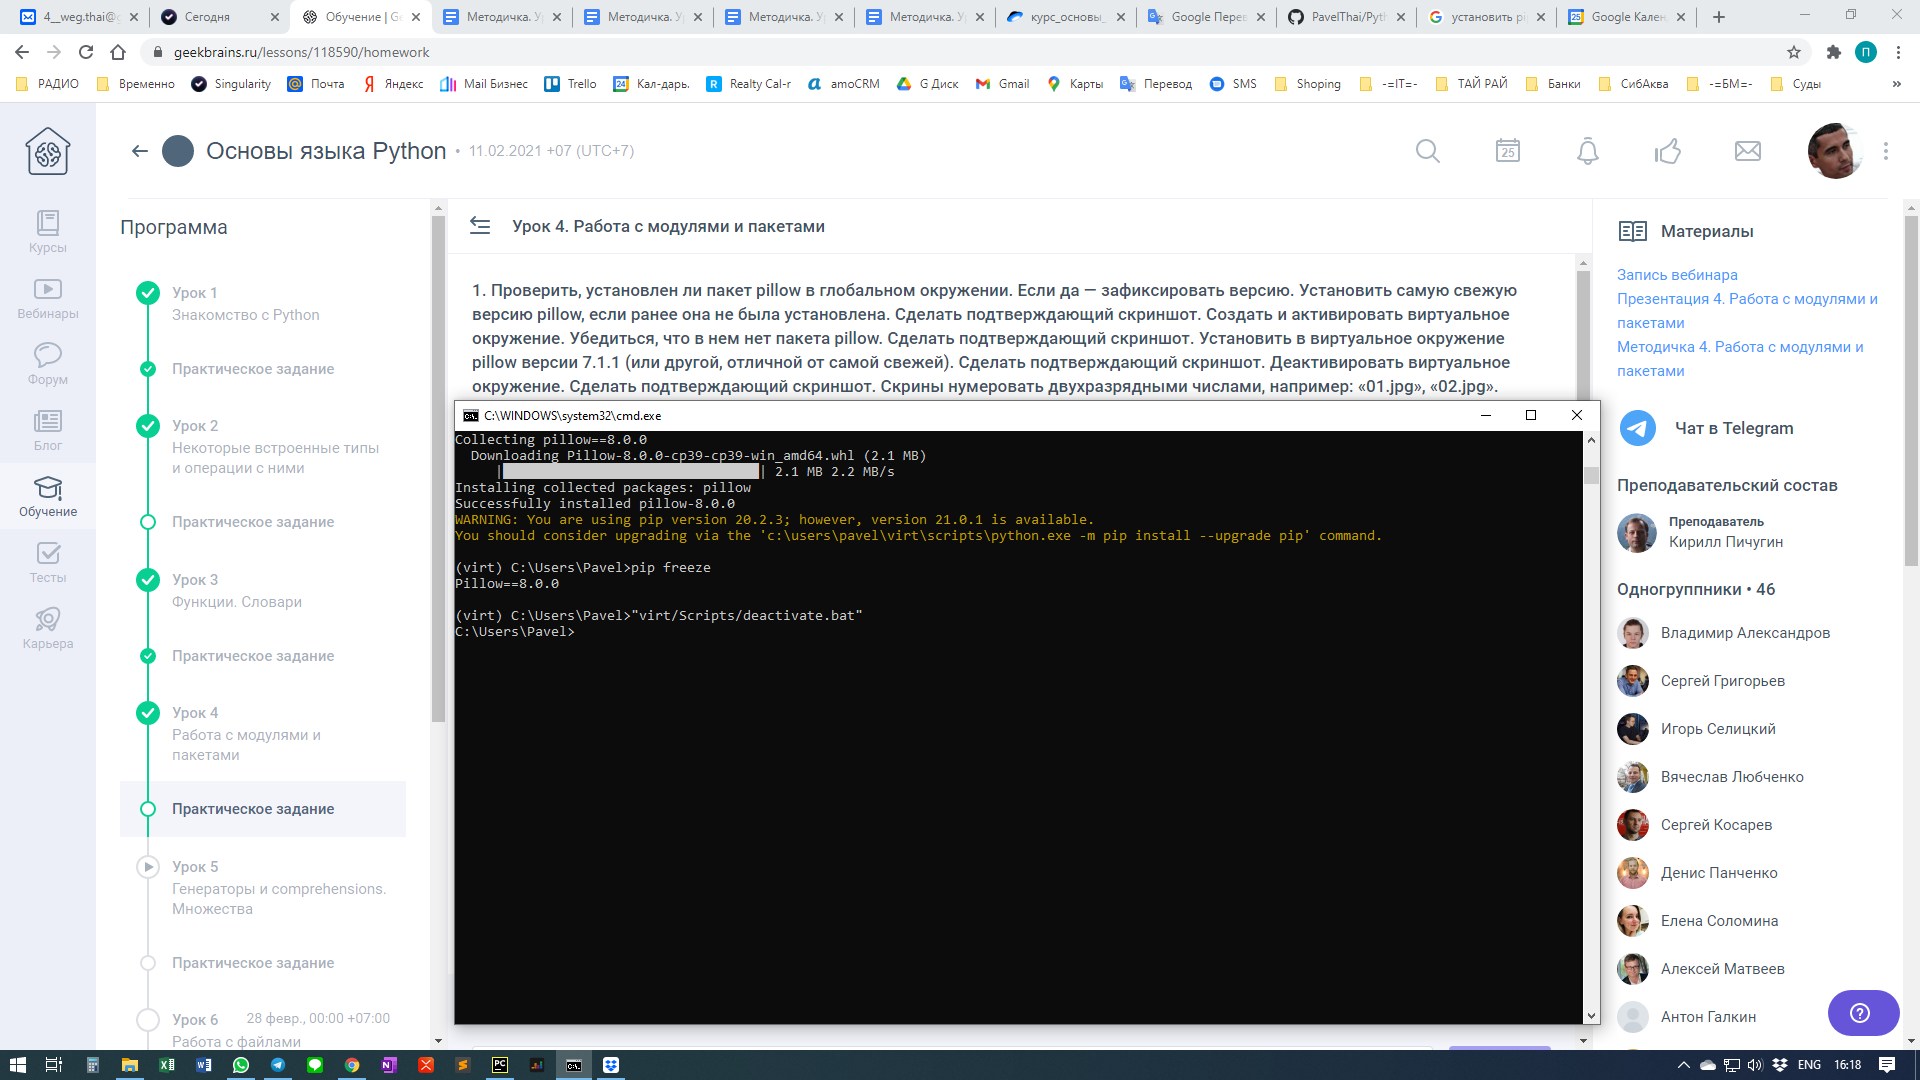 4__weg.thai@g
Сегодня
Обучение | Ge
Методичка. У
Методичка. У
Методичка. У
Методичка. У
курс_основы_
Google Перев
PavelThai/Pyth
установить pi
Google Кален
geekbrains.ru/lessons/118590/homework
П
РАДИО
Временно
Singularity
Почта
Яндекс
Mail Бизнес
Trello
Кал-дарь.
Realty Cal-r
amoCRM
G Диск
Gmail
Карты
Перевод
SMS
Shoping
-=IT=-
ТАЙ РАЙ
Банки
СибАква
-=БМ=-
Суды
»
Основы языка Python • 11.02.2021 +07 (UTC+7)
25
Курсы
Вебинары
Форум
Блог
Обучение
Тесты
Карьера
Программа
Урок 1
Знакомство с Python
Практическое задание
Урок 2
Некоторые встроенные типы
и операции с ними
Практическое задание
Урок 3
Функции. Словари
Практическое задание
Урок 4
Работа с модулями и
пакетами
Практическое задание
Урок 5
Генераторы и comprehensions.
Множества
Практическое задание
Урок 6 28 февр., 00:00 +07:00
Работа с файлами
Урок 4. Работа с модулями и пакетами
1. Проверить, установлен ли пакет pillow в глобальном окружении. Если да — зафиксировать версию. Установить самую свежую
версию pillow, если ранее она не была установлена. Сделать подтверждающий скриншот. Создать и активировать виртуальное
окружение. Убедиться, что в нем нет пакета pillow. Сделать подтверждающий скриншот. Установить в виртуальное окружение
pillow версии 7.1.1 (или другой, отличной от самой свежей). Сделать подтверждающий скриншот. Деактивировать виртуальное
окружение. Сделать подтверждающий скриншот. Скрины нумеровать двухразрядными числами, например: «01.jpg», «02.jpg».
C:\WINDOWS\system32\cmd.exe
Collecting pillow==8.0.0
Downloading Pillow-8.0.0-cp39-cp39-win_amd64.whl (2.1 MB)
| | 2.1 MB 2.2 MB/s
Installing collected packages: pillow
Successfully installed pillow-8.0.0
WARNING: You are using pip version 20.2.3; however, version 21.0.1 is available.
You should consider upgrading via the 'c:\users\pavel\virt\scripts\python.exe -m pip install --upgrade pip' command.
(virt) C:\Users\Pavel>pip freeze
Pillow==8.0.0
(virt) C:\Users\Pavel>"virt/Scripts/deactivate.bat"
C:\Users\Pavel>
Материалы
Запись вебинара
Презентация 4. Работа с модулями и
пакетами
Методичка 4. Работа с модулями и
пакетами
Чат в Telegram
Преподавательский состав
Преподаватель
Кирилл Пичугин
Одногруппники • 46
Владимир Александров
Сергей Григорьев
Игорь Селицкий
Вячеслав Любченко
Сергей Косарев
Денис Панченко
Елена Соломина
Алексей Матвеев
Антон Галкин
ENG
16:18